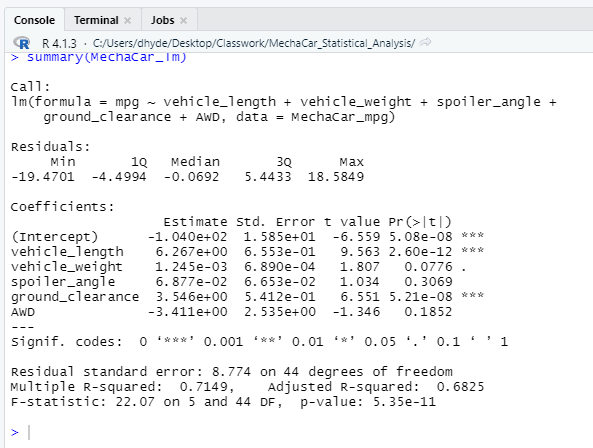 Console Terminal × Jobs ×
R R 4.1.3 · C:/Users/dhyde/Desktop/Classwork/MechaCar_Statistical_Analysis/
> summary(MechaCar_lm)
Call:
lm(formula = mpg ~ vehicle_length + vehicle_weight + spoiler_angle +
    ground_clearance + AWD, data = MechaCar_mpg)
Residuals:
     Min       1Q   Median       3Q      Max
-19.4701  -4.4994  -0.0692   5.4433  18.5849
Coefficients:
                   Estimate Std. Error t value Pr(>|t|)
(Intercept)      -1.040e+02  1.585e+01  -6.559 5.08e-08 ***
vehicle_length    6.267e+00  6.553e-01   9.563 2.60e-12 ***
vehicle_weight    1.245e-03  6.890e-04   1.807   0.0776 .
spoiler_angle     6.877e-02  6.653e-02   1.034   0.3069
ground_clearance  3.546e+00  5.412e-01   6.551 5.21e-08 ***
AWD              -3.411e+00  2.535e+00  -1.346   0.1852
---
Signif. codes:  0 ‘***’ 0.001 ‘**’ 0.01 ‘*’ 0.05 ‘.’ 0.1 ‘ ’ 1
Residual standard error: 8.774 on 44 degrees of freedom
Multiple R-squared:  0.7149,    Adjusted R-squared:  0.6825
F-statistic: 22.07 on 5 and 44 DF,  p-value: 5.35e-11
>